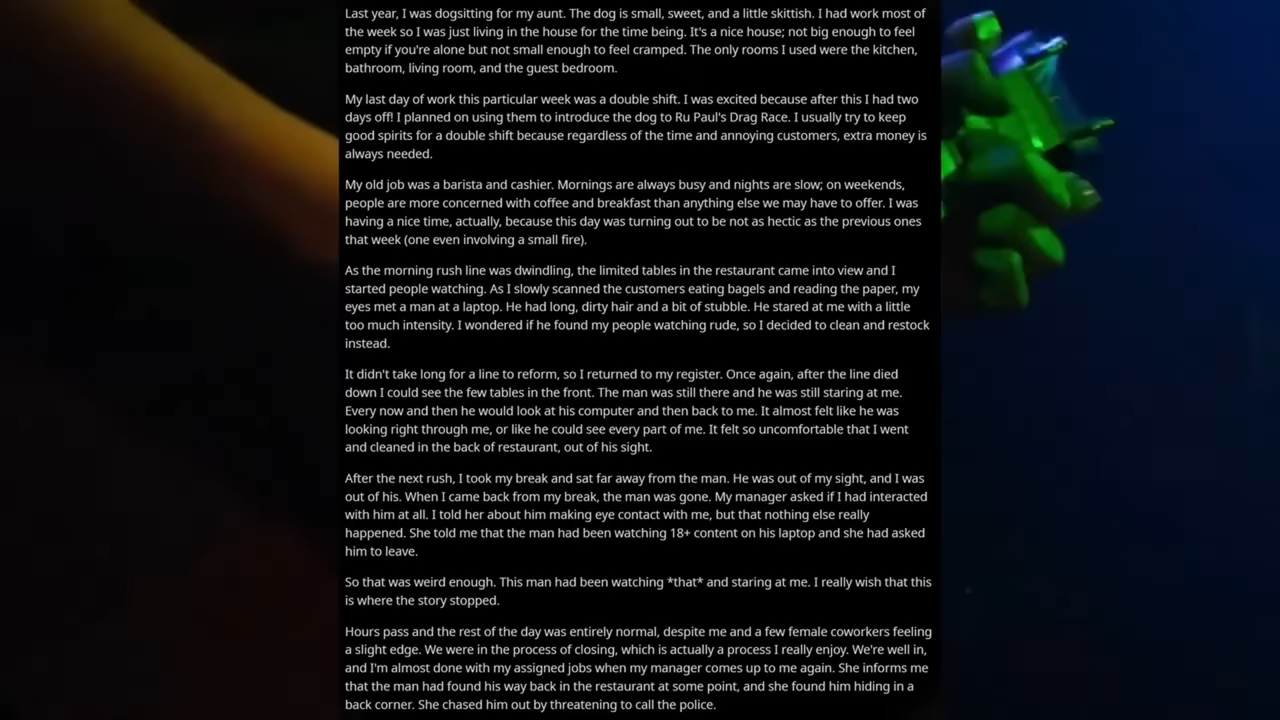 Last year, I was dogsitting for my aunt. The dog is small, sweet, and a little skittish. I had work most of
the week so I was just living in the house for the time being. It's a nice house; not big enough to feel
empty if you're alone but not small enough to feel cramped. The only rooms I used were the kitchen,
bathroom, living room, and the guest bedroom.
My last day of work this particular week was a double shift. I was excited because after this I had two
days off! I planned on using them to introduce the dog to Ru Paul's Drag Race. I usually try to keep
good spirits for a double shift because regardless of the time and annoying customers, extra money is
always needed.
My old job was a barista and cashier. Mornings are always busy and nights are slow; on weekends,
people are more concerned with coffee and breakfast than anything else we may have to offer. I was
having a nice time, actually, because this day was turning out to be not as hectic as the previous ones
that week (one even involving a small fire).
As the morning rush line was dwindling, the limited tables in the restaurant came into view and I
started people watching. As I slowly scanned the customers eating bagels and reading the paper, my
eyes met a man at a laptop. He had long, dirty hair and a bit of stubble. He stared at me with a little
too much intensity. I wondered if he found my people watching rude, so I decided to clean and restock
instead.
It didn't take long for a line to reform, so I returned to my register. Once again, after the line died
down I could see the few tables in the front. The man was still there and he was still staring at me.
Every now and then he would look at his computer and then back to me. It almost felt like he was
looking right through me, or like he could see every part of me. It felt so uncomfortable that I went
and cleaned in the back of restaurant, out of his sight.
After the next rush, I took my break and sat far away from the man. He was out of my sight, and I was
out of his. When I came back from my break, the man was gone. My manager asked if I had interacted
with him at all. I told her about him making eye contact with me, but that nothing else really
happened. She told me that the man had been watching 18+ content on his laptop and she had asked
him to leave.
So that was weird enough. This man had been watching *that* and staring at me. I really wish that this
is where the story stopped.
Hours pass and the rest of the day was entirely normal, despite me and a few female coworkers feeling
a slight edge. We were in the process of closing, which is actually a process I really enjoy. We're well in,
and I'm almost done with my assigned jobs when my manager comes up to me again. She informs me
that the man had found his way back in the restaurant at some point, and she found him hiding in a
back corner. She chased him out by threatening to call the police.